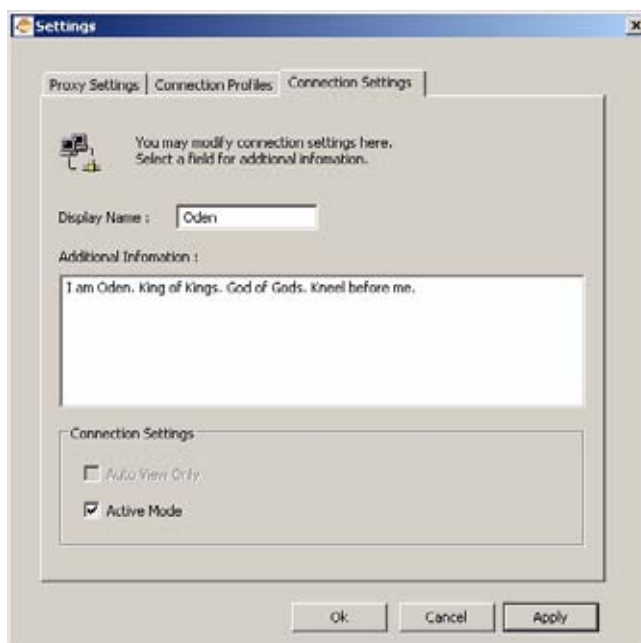 Settings
Proxy Settings
Connection Profiles
Connection Settings
You may modify connection settings here.
Select a field for addtional infomation.
Display Name :
Oden
Additional Infomation :
I am Oden. King of Kings. God of Gods. Kneel before me.
Connection Settings
Auto View Only
Active Mode
Ok
Cancel
Apply